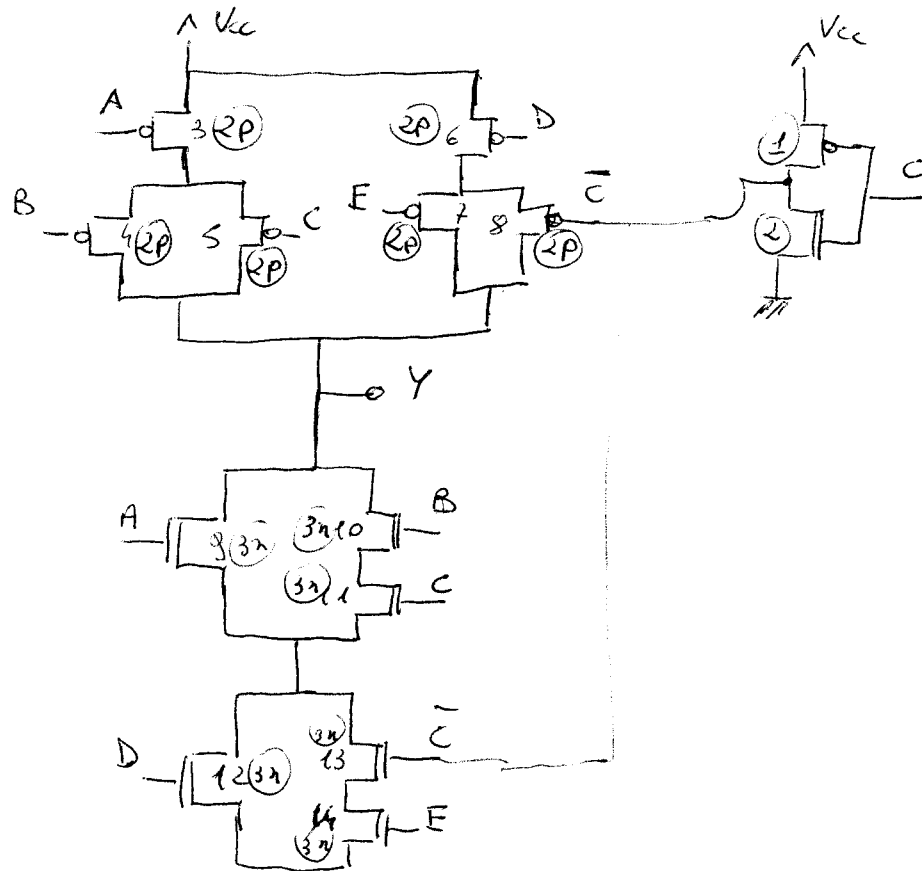 Vcc
Vcc
A 3 2p 2p 6 D
1 C
B 4 2p 5 C E 7 8 C̅
2p 2p 2p 2
Y
A 9 3n 3n 10 B
3n 11 C
D 12 3n 3n 13 C̅
14 E
3n